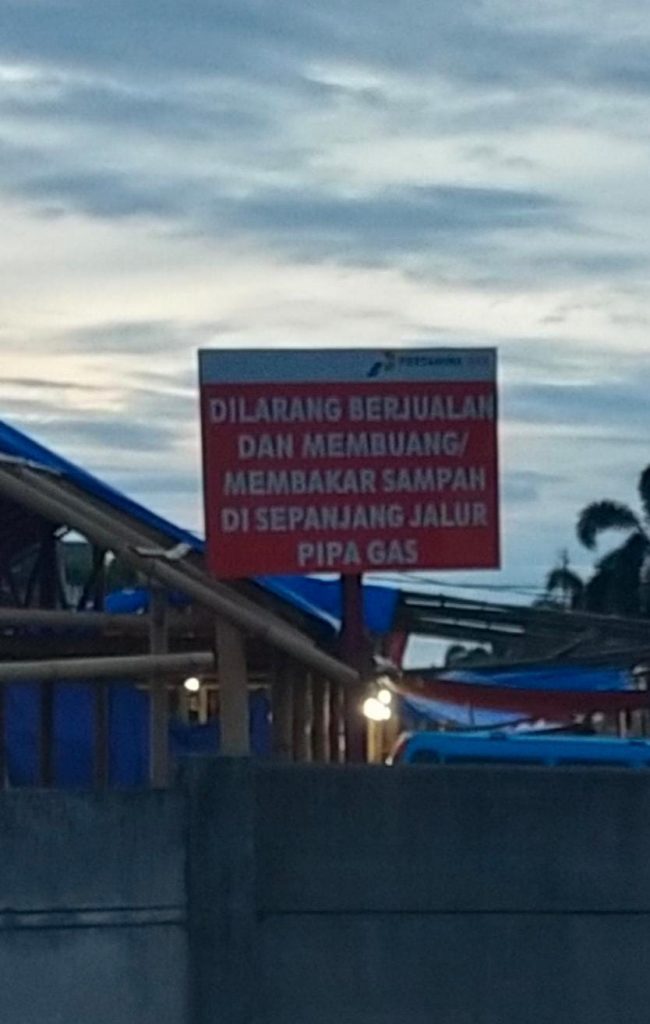 PERTAMINA
DILARANG BERJUALAN
DAN MEMBUANG/
MEMBAKAR SAMPAH
DI SEPANJANG JALUR
PIPA GAS